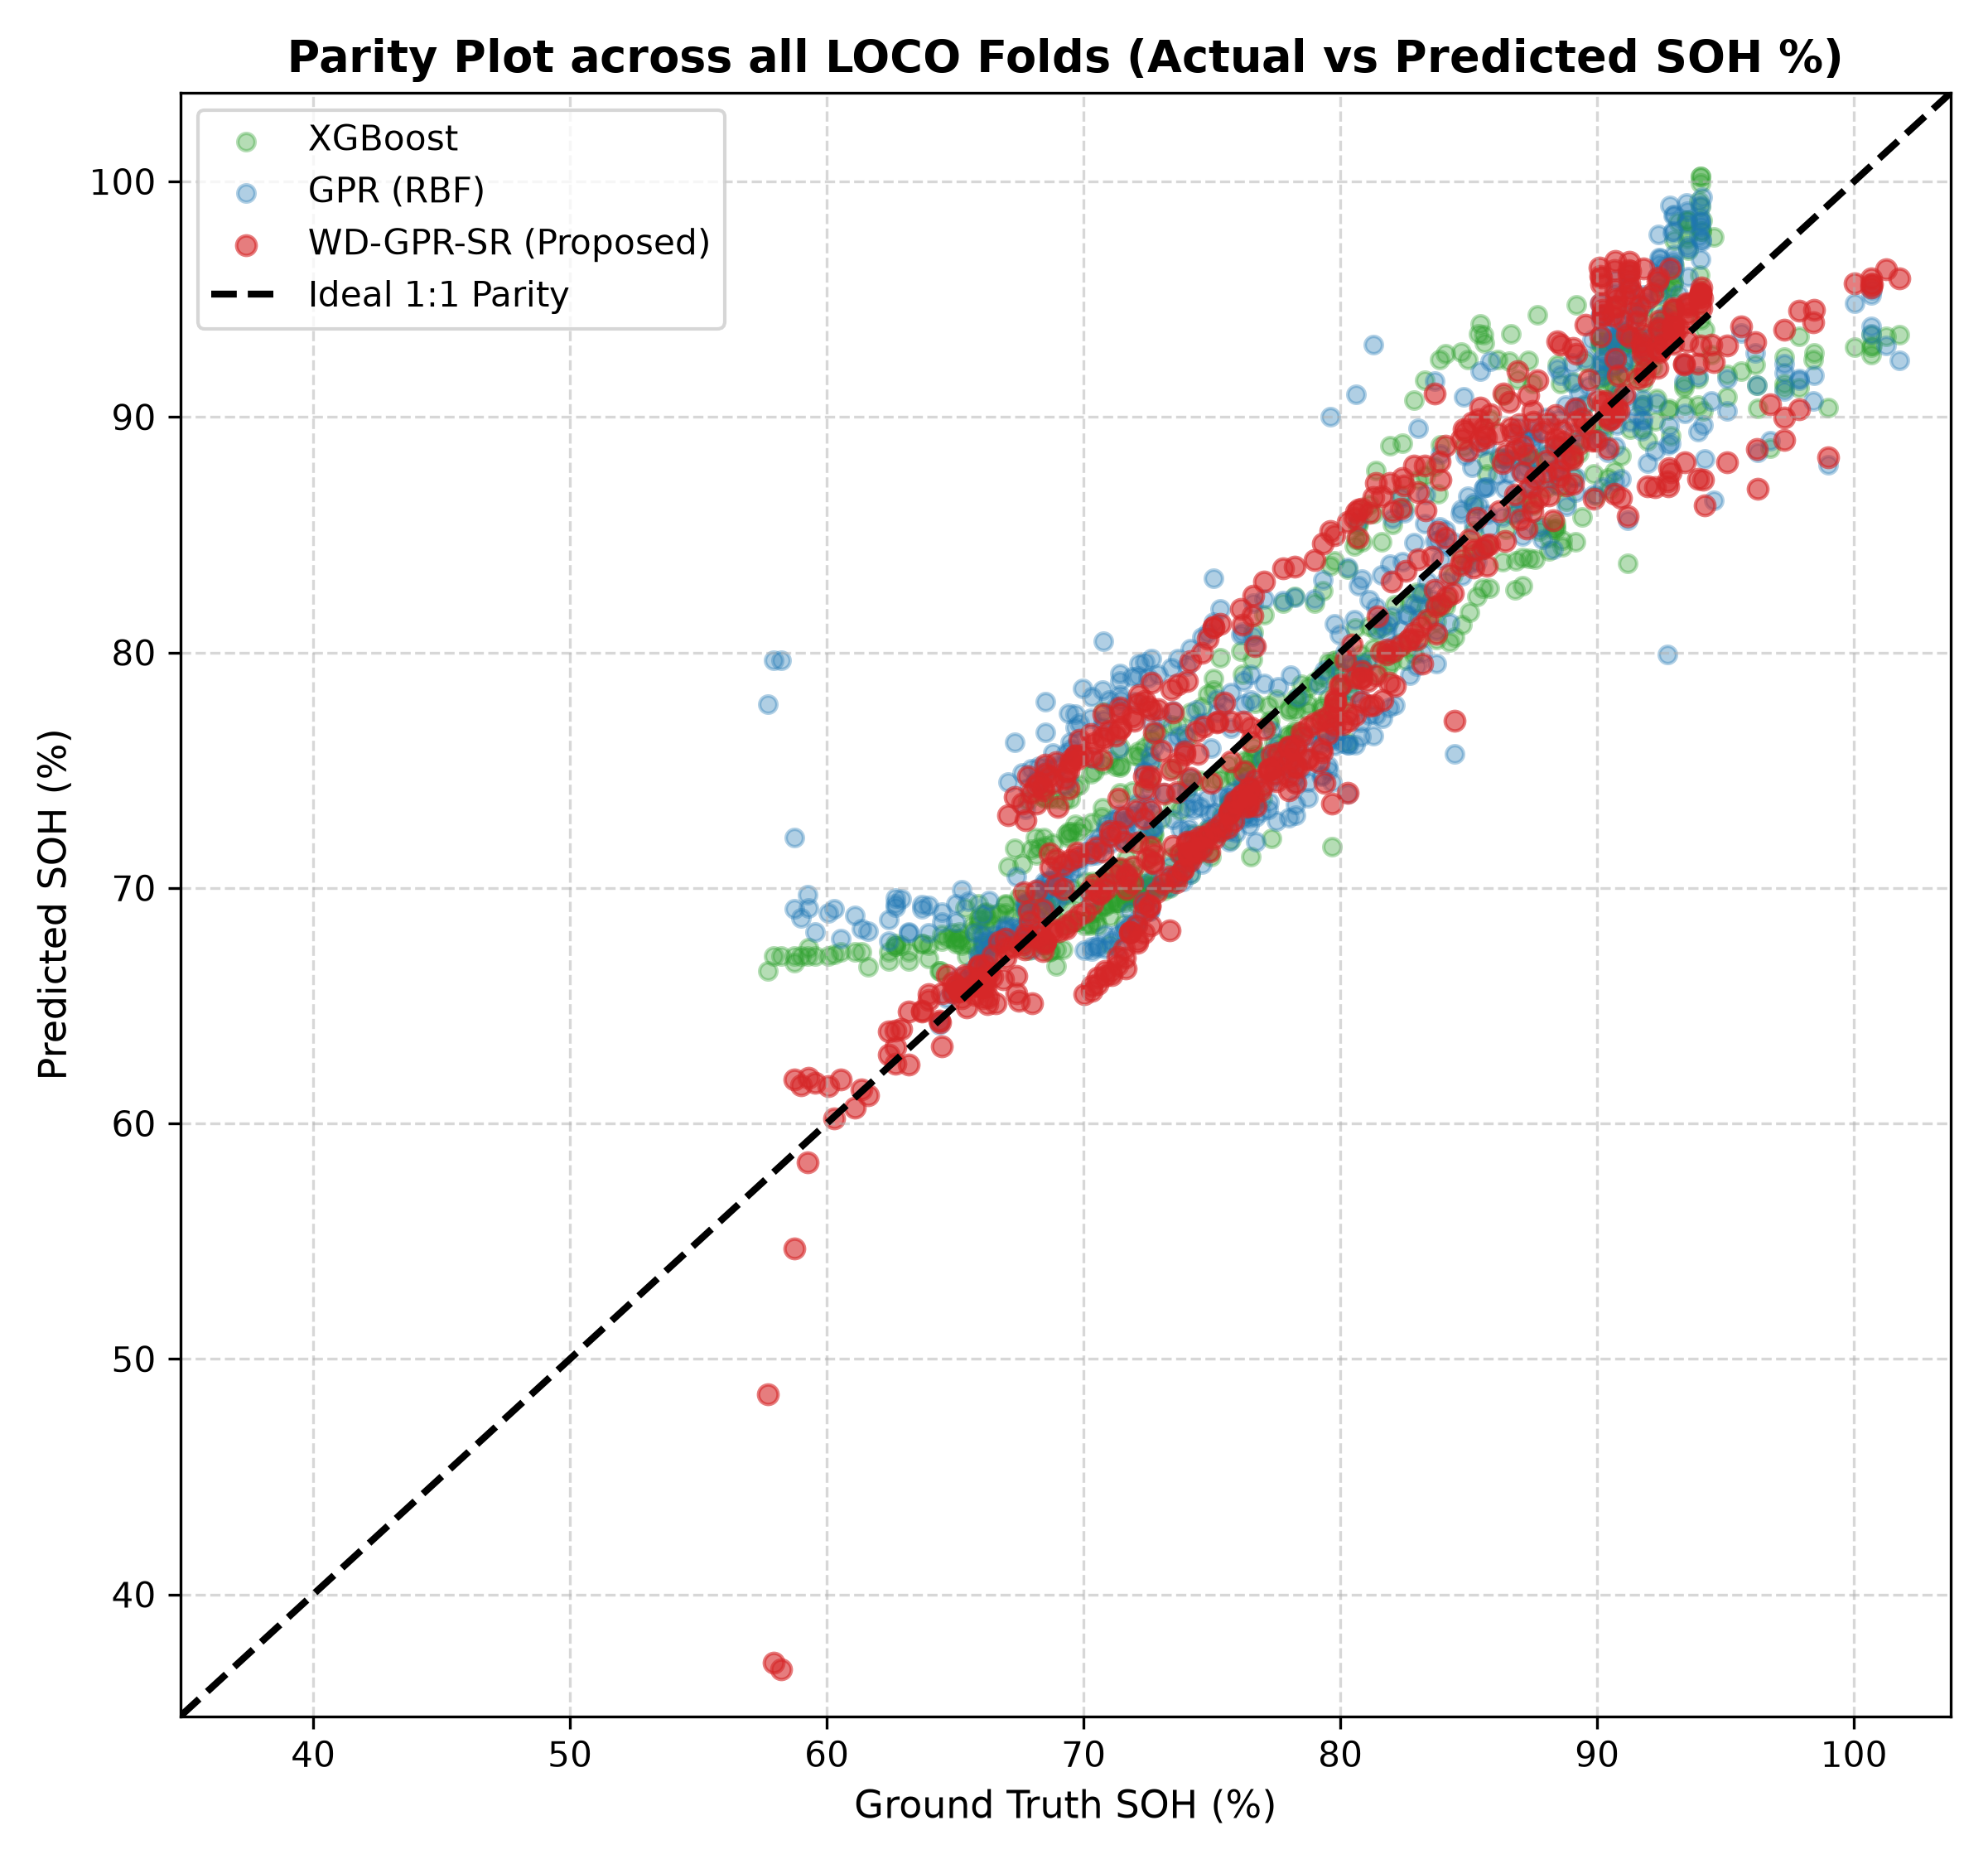 Parity Plot across all LOCO Folds (Actual vs Predicted SOH %)
XGBoost
GPR (RBF)
WD-GPR-SR (Proposed)
Ideal 1:1 Parity
Predicted SOH (%)
100
90
80
70
60
50
40
40 50 60 70 80 90 100
Ground Truth SOH (%)